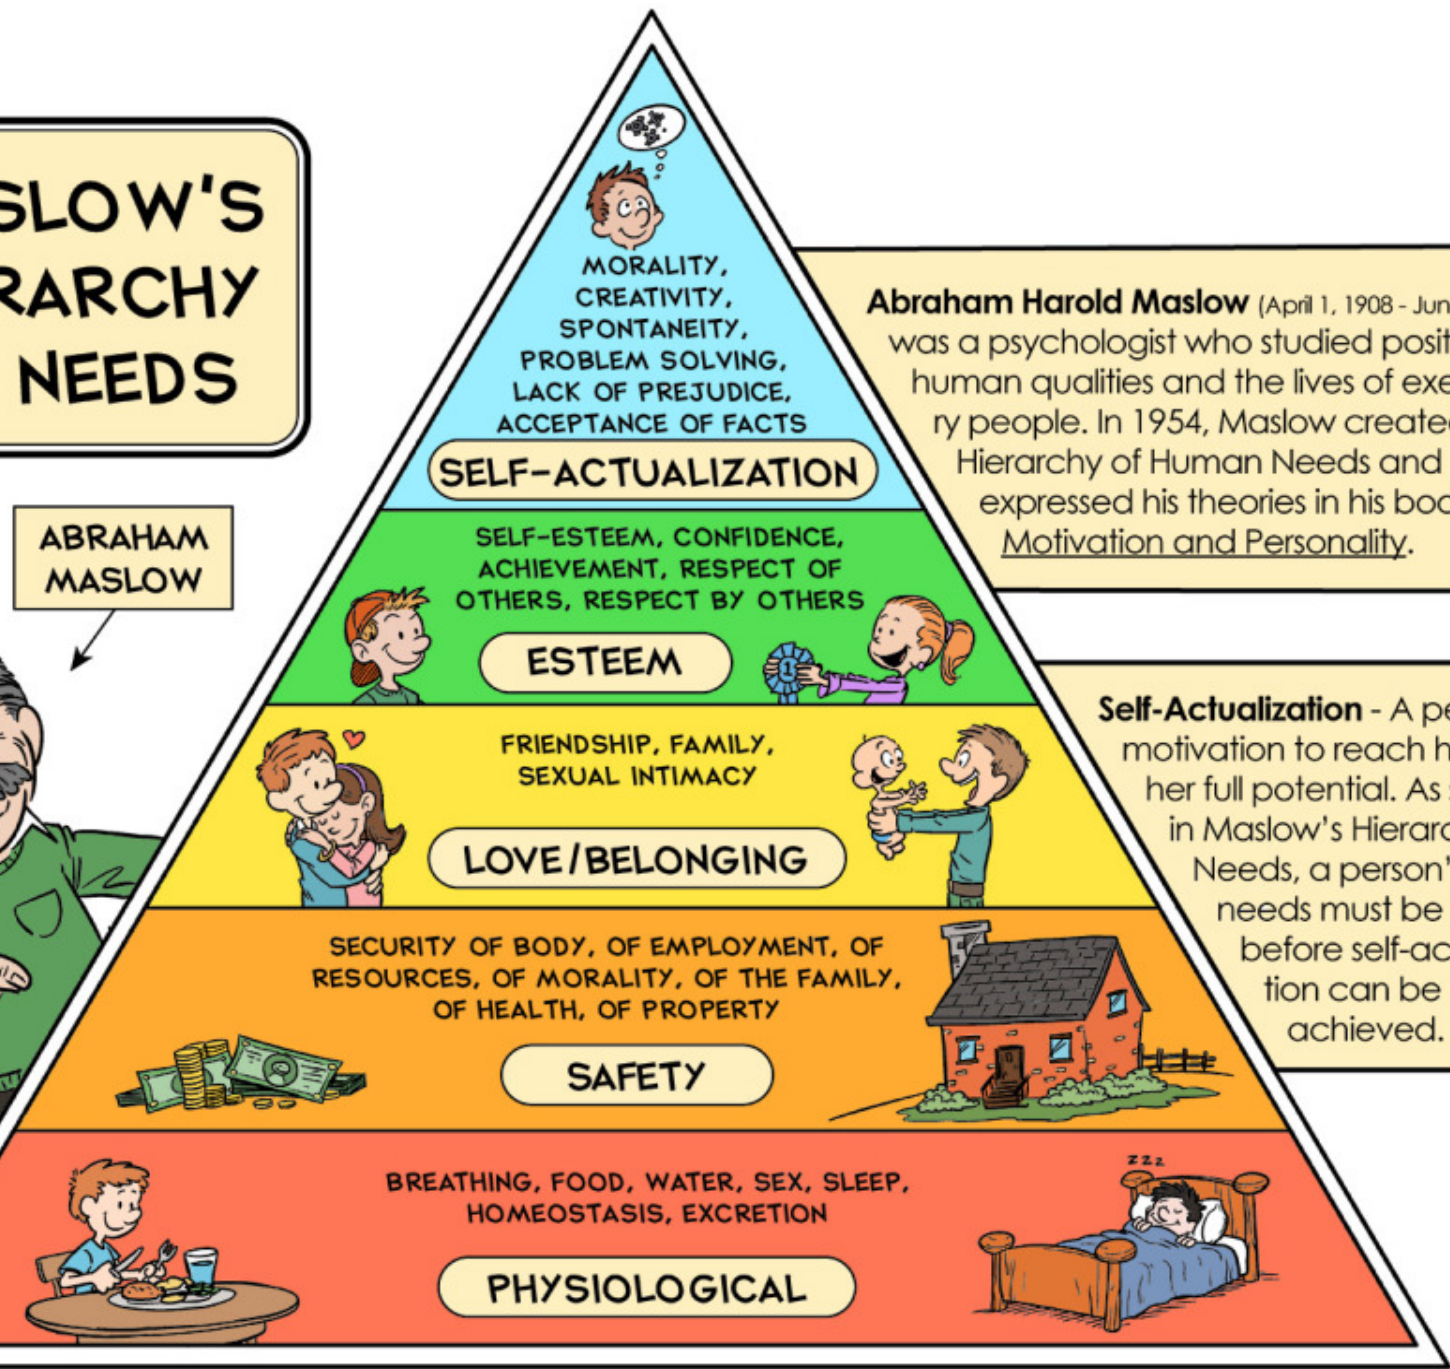 SLOW'S
RARCHY
NEEDS
ABRAHAM
MASLOW
MORALITY,
CREATIVITY,
SPONTANEITY,
PROBLEM SOLVING,
LACK OF PREJUDICE,
ACCEPTANCE OF FACTS
SELF-ACTUALIZATION
SELF-ESTEEM, CONFIDENCE,
ACHIEVEMENT, RESPECT OF
OTHERS, RESPECT BY OTHERS
1
ESTEEM
FRIENDSHIP, FAMILY,
SEXUAL INTIMACY
LOVE/BELONGING
SECURITY OF BODY, OF EMPLOYMENT, OF
RESOURCES, OF MORALITY, OF THE FAMILY,
OF HEALTH, OF PROPERTY
SAFETY
BREATHING, FOOD, WATER, SEX, SLEEP,
HOMEOSTASIS, EXCRETION
zzz
PHYSIOLOGICAL
Abraham Harold Maslow (April 1, 1908 - Jun
was a psychologist who studied posit
human qualities and the lives of exe
ry people. In 1954, Maslow create
Hierarchy of Human Needs and
expressed his theories in his boo
Motivation and Personality.
Self-Actualization - A pe
motivation to reach h
her full potential. As s
in Maslow's Hierarc
Needs, a person'
needs must be
before self-ac
tion can be
achieved.